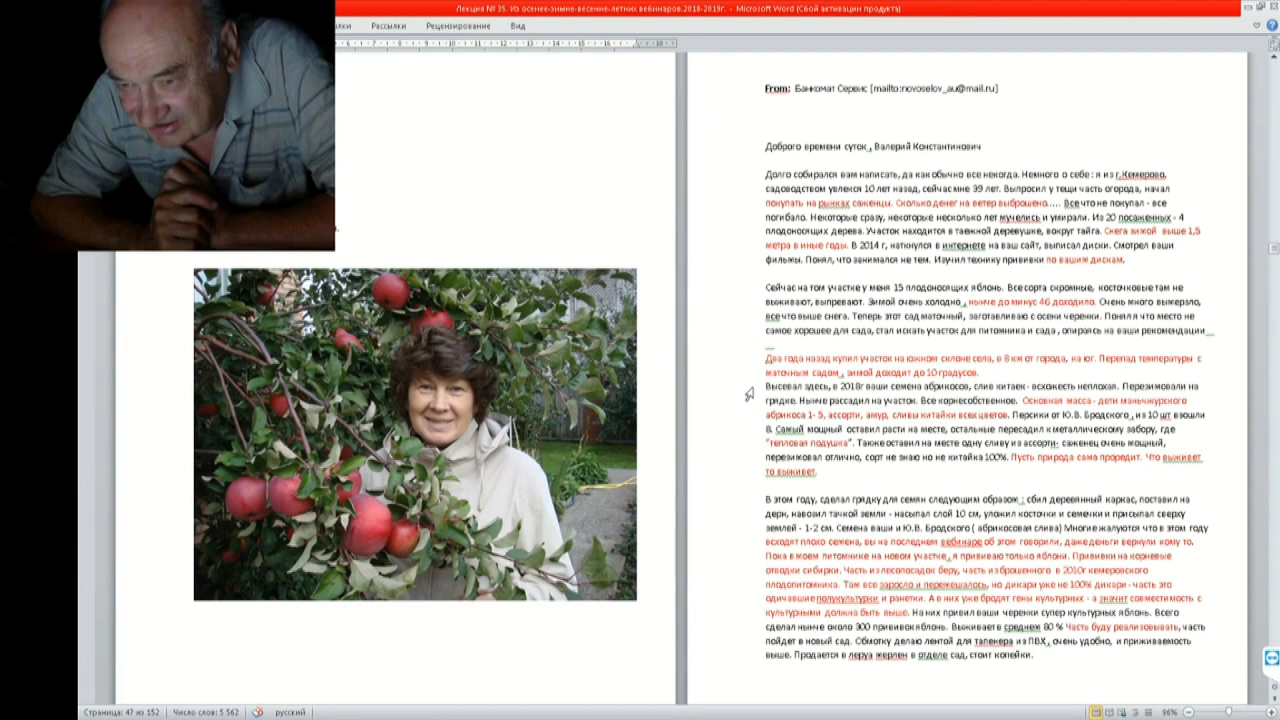 Лекция № 35. Из осенее-зимне-весенне-летних вебинаров.2018-2019г. - Microsoft Word (Сбой активации продукта)
Рассылки Рецензирование Вид
From: Банкомат Сервис [mailto:novoselov_au@mail.ru]
Доброго времени суток , Валерий Константинович
Долго собирался вам написать, да как обычно все некогда. Немного о себе : я из г.Кемерово,
садоводством увлекся 10 лет назад, сейчас мне 39 лет. Выпросил у тещи часть огорода, начал
покупать на рынках саженцы. Сколько денег на ветер выброшено..... Все что не покупал - все
погибало. Некоторые сразу, некоторые несколько лет мучелись и умирали. Из 20 посаженных - 4
плодоносящих дерева. Участок находится в таежной деревушке, вокруг тайга. Снега зимой выше 1,5
метра в иные годы. В 2014 г, наткнулся в интернете на ваш сайт, выписал диски. Смотрел ваши
фильмы. Понял, что занимался не тем. Изучил технику прививки по вашим дискам.
Сейчас на том участке у меня 15 плодоносящих яблонь. Все сорта скромные, косточковые там не
выживают, выпревают. Зимой очень холодно , нынче до минус 46 доходило. Очень много вымерзло,
все что выше снега. Теперь этот сад маточный, заготавливаю с осени черенки. Понял я что место не
самое хорошее для сада, стал искать участок для питомника и сада , опираясь на ваши рекомендации
Два года назад купил участок на южном склоне села, в 8 км от города, на юг. Перепад температуры с
маточным садом , зимой доходит до 10 градусов.
Высевал здесь, в 2018г ваши семена абрикосов, слив китаек - всхожесть неплохая. Перезимовали на
грядке. Нынче рассадил на участок. Все корнесобственное. Основная масса - дети маньчжурского
абрикоса 1- 5, ассорти, амур, сливы китайки всех цветов. Персики от Ю.В. Бродского , из 10 шт взошли
8. Самый мощный оставил расти на месте, остальные пересадил к металлическому забору, где
"тепловая подушка". Также оставил на месте одну сливу из ассорти- саженец очень мощный,
перезимовал отлично, сорт не знаю но не китайка 100%. Пусть природа сама проредит. Что выживет
то выживет.
В этом году, сделал грядку для семян следующим образом : сбил деревянный каркас, поставил на
дерн, навозил тачкой земли - насыпал слой 10 см, уложил косточки и семечки и присыпал сверху
землей - 1-2 см. Семена ваши и Ю.В. Бродского ( абрикосовая слива) Многие жалуются что в этом году
всходят плохо семена, вы на последнем вебинаре об этом говорили, даже деньги вернули кому то.
Пока в моем питомнике на новом участке , я прививаю только яблони. Прививки на корневые
отводки сибирки. Часть из лесопосадок беру, часть из брошенного в 2010г кемеровского
плодопитомника. Там все заросло и перемешалось, но дикари уже не 100% дикари - часть это
одичавшие полукультурки и ранетки. А в них уже бродят гены культурных - а значит совместимость с
культурными должна быть выше. На них привил ваши черенки супер культурных яблонь. Всего
сделал нынче около 300 прививок яблонь. Выживает в среднем 80 % Часть буду реализовывать, часть
пойдет в новый сад. Обмотку делаю лентой для тапенера из ПВХ , очень удобно, и приживаемость
выше. Продается в леруа мерлен в отделе сад, стоит копейки.
Страница: 47 из 152 Число слов: 5 562 русский 96%